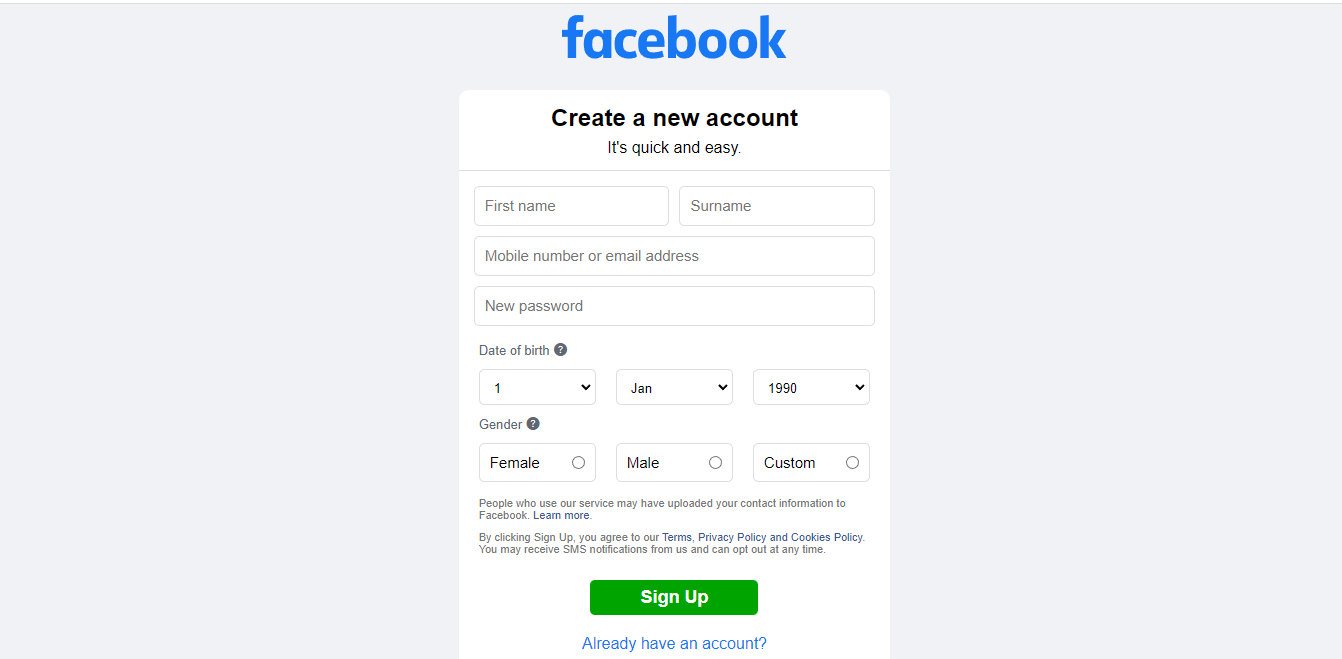 facebook
Create a new account
It's quick and easy.
First name Surname
Mobile number or email address
New password
Date of birth ?
1 Jan 1990
Gender ?
Female Male Custom
People who use our service may have uploaded your contact information to
Facebook. Learn more.
By clicking Sign Up, you agree to our Terms, Privacy Policy and Cookies Policy.
You may receive SMS notifications from us and can opt out at any time.
Sign Up
Already have an account?